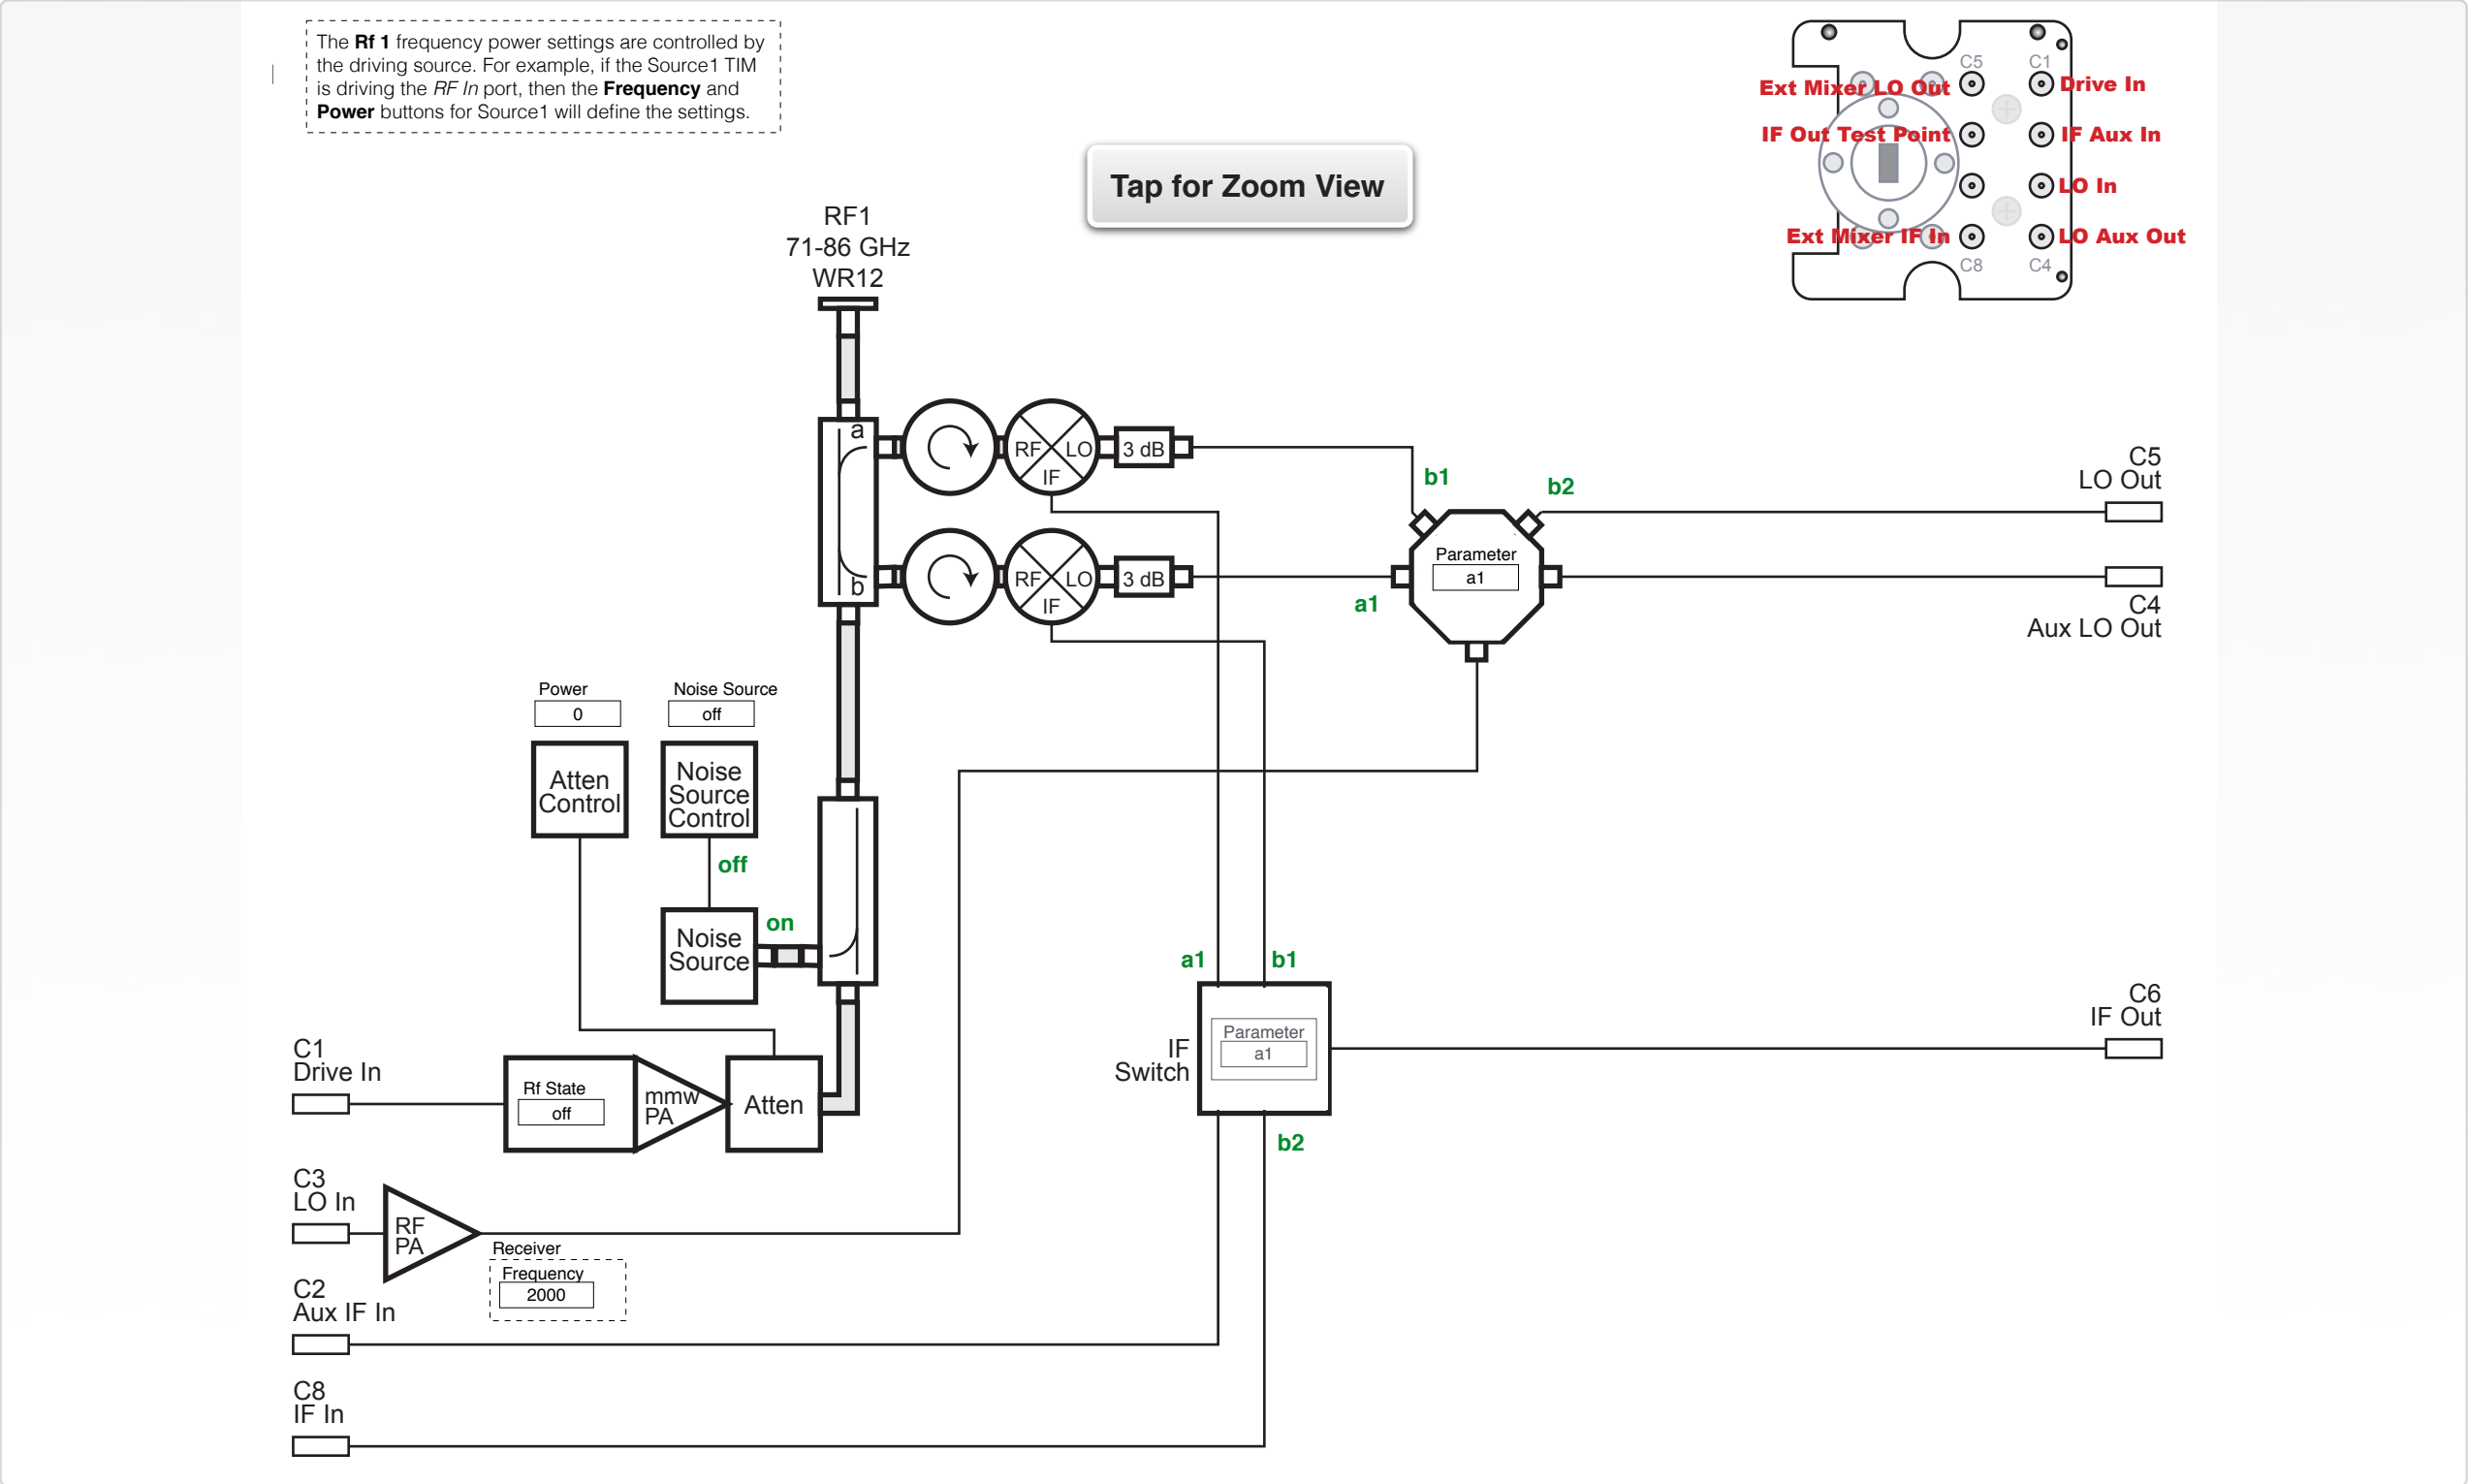 The Rf 1 frequency power settings are controlled by
the driving source. For example, if the Source1 TIM
is driving the RF In port, then the Frequency and
Power buttons for Source1 will define the settings.
Tap for Zoom View
C5
C1
Ext Mixer LO Out
Drive In
IF Out Test Point
IF Aux In
LO In
Ext Mixer IF In
LO Aux Out
C8
C4
RF1
71-86 GHz
WR12
a
RF
LO
IF
3 dB
b
RF
LO
IF
3 dB
b1
b2
a1
Parameter
a1
C5
LO Out
C4
Aux LO Out
Power
0
Noise Source
off
Atten
Control
Noise
Source
Control
off
on
Noise
Source
a1
b1
IF
Switch
Parameter
a1
b2
C6
IF Out
C1
Drive In
Rf State
off
mmw
PA
Atten
C3
LO In
RF
PA
Receiver
Frequency
2000
C2
Aux IF In
C8
IF In